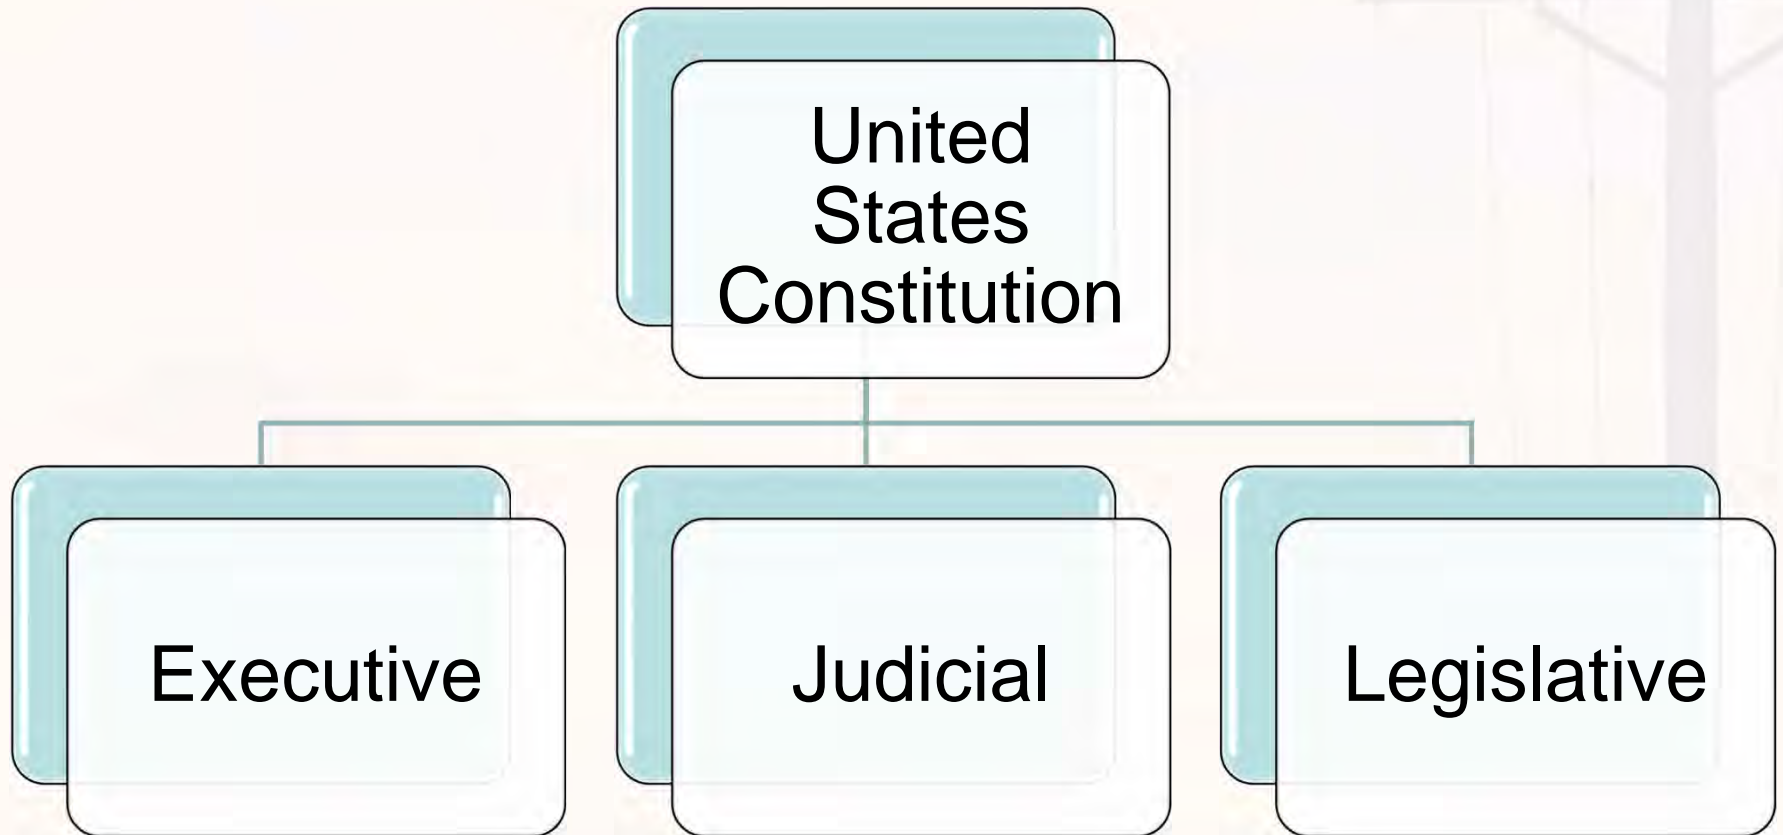 United
States
Constitution
Executive
Judicial
Legislative